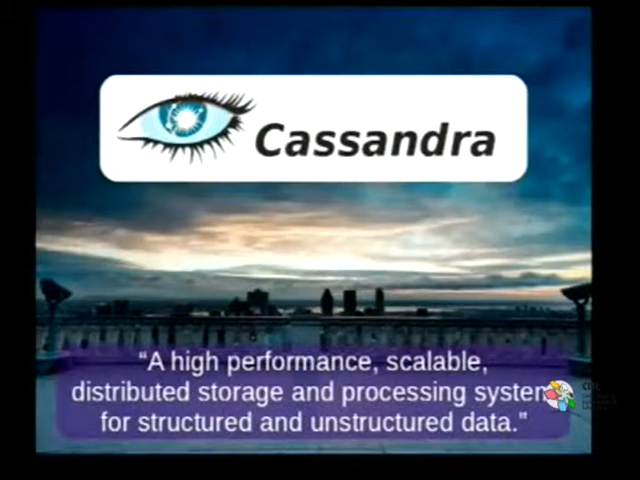 Cassandra
“A high performance, scalable,
distributed storage and processing system
for structured and unstructured data.”